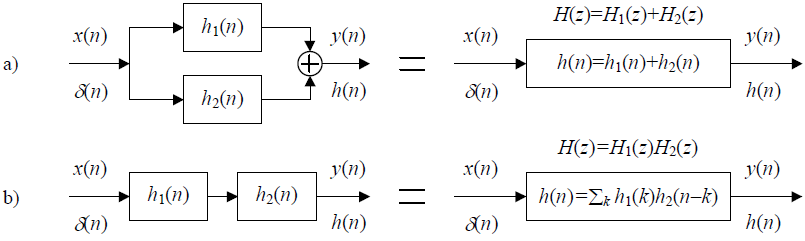 H(z)=H₁(z)+H₂(z)
a) x(n) δ(n) h₁(n) h₂(n) + y(n) h(n) = x(n) δ(n) h(n)=h₁(n)+h₂(n) y(n) h(n)
H(z)=H₁(z)H₂(z)
b) x(n) δ(n) h₁(n) h₂(n) y(n) h(n) = x(n) δ(n) h(n)=∑ₖ h₁(k)h₂(n–k) y(n) h(n)